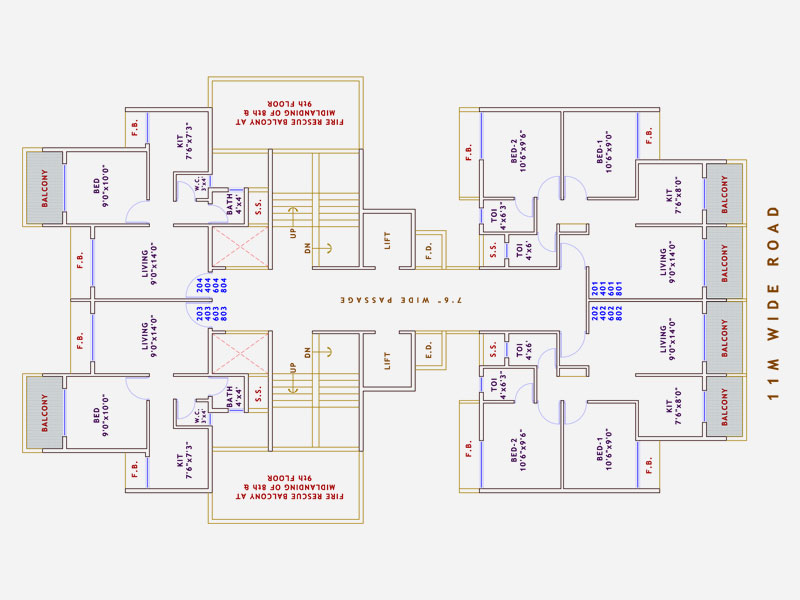 FIRE RESCUE BALCONY AT
MIDLANDING OF 8th &
9th FLOOR
F.B.
KIT
7'6"X7'3"
BALCONY
BED
9'0"X10'0"
W.C.
3'X4'
BATH
4'X4'
S.S.
UP
DN
LIFT
F.D.
F.B.
LIVING
9'0"X14'0"
204
404
604
804
F.B.
BED-2
10'6"X9'6"
BED-1
10'6"X9'0"
F.B.
TOI
4'X6'3"
KIT
7'6"X8'0"
BALCONY
S.S.
TOI
4'X6'
LIVING
9'0"X14'0"
BALCONY
201
401
601
801
7'6" WIDE PASSAGE
11M WIDE ROAD
203
403
603
803
LIVING
9'0"X14'0"
F.B.
UP
DN
LIFT
E.D.
202
402
602
802
S.S.
TOI
4'X6'
LIVING
9'0"X14'0"
BALCONY
BALCONY
BED
9'0"X10'0"
BATH
4'X4'
S.S.
W.C.
3'X4'
TOI
4'X6'3"
KIT
7'6"X8'0"
BALCONY
F.B.
KIT
7'6"X7'3"
F.B.
BED-2
10'6"X9'6"
BED-1
10'6"X9'0"
F.B.
FIRE RESCUE BALCONY AT
MIDLANDING OF 8th &
9th FLOOR